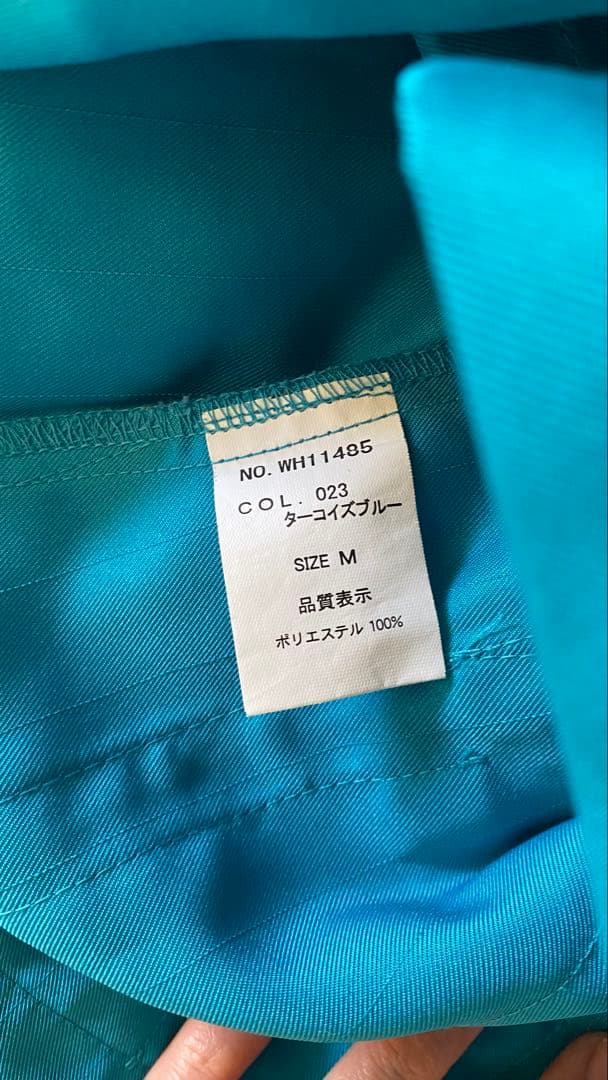 NO. WH11485
COL. 023
ターコイズブルー
SIZE M
品質表示
ポリエステル 100%